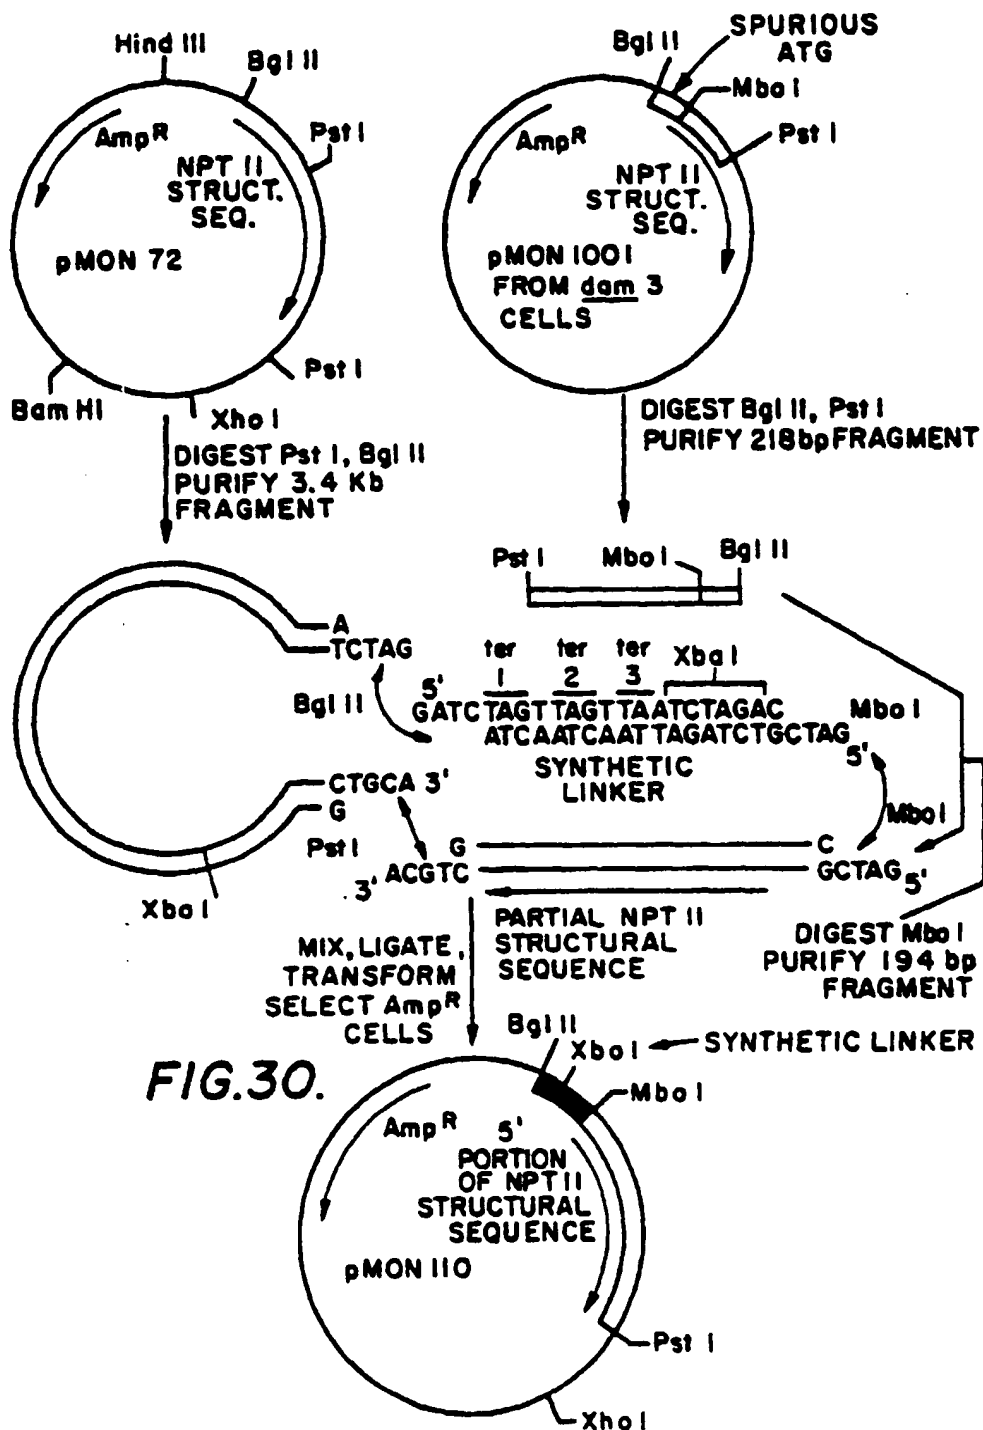 Hind III
Bgl II
Pst I
Amp R
NPT II
STRUCT.
SEQ.
pMON 72
Pst I
Bam HI
Xho I
Bgl II
SPURIOUS
ATG
Mbo I
Pst I
Amp R
NPT II
STRUCT.
SEQ.
pMON 1001
FROM dam 3
CELLS
DIGEST Pst I, Bgl II
PURIFY 3.4 Kb
FRAGMENT
DIGEST Bgl II, Pst I
PURIFY 218bp FRAGMENT
Pst I
Mbo I
Bgl II
A
TCTAG
Bgl II
ter
1
ter
2
ter
3
Xba I
5'
GATCTAGTTAGTTAATCTAGAC
ATCAATCAATTAGATCTGCTAG
5'
Mbo I
SYNTHETIC
LINKER
CTGCA 3'
G
Pst I
Xba I
G
3' ACGTC
C
GCTAG 5'
Mbo I
PARTIAL NPT II
STRUCTURAL
SEQUENCE
DIGEST Mbo I
PURIFY 194 bp
FRAGMENT
MIX, LIGATE,
TRANSFORM
SELECT Amp R
CELLS
FIG.30.
Bgl II
Xba I
SYNTHETIC LINKER
Mbo I
Amp R
5'
PORTION
OF NPT II
STRUCTURAL
SEQUENCE
pMON 110
Pst I
Xho I